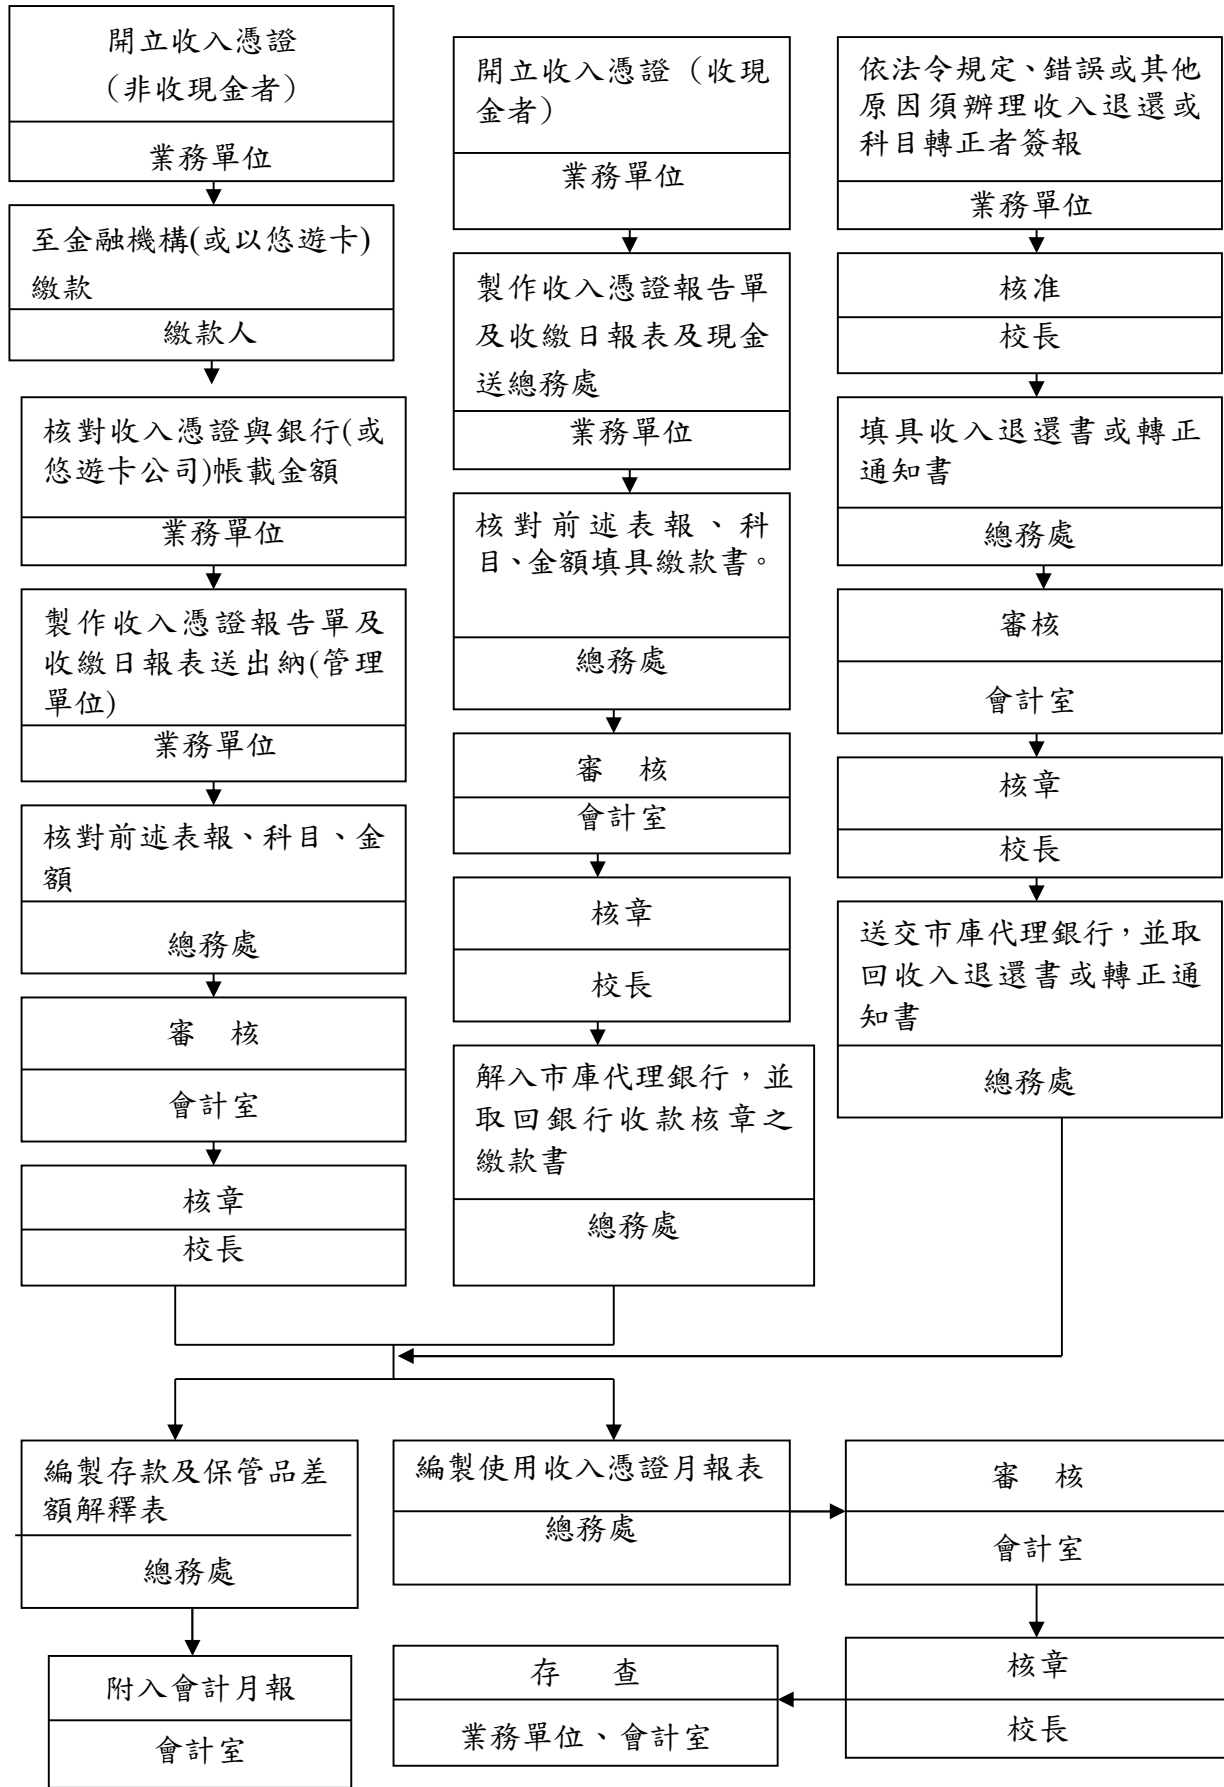 開立收入憑證
（非收現金者）
業務單位
至金融機構(或以悠遊卡)
繳款
繳款人
核對收入憑證與銀行(或
悠遊卡公司)帳載金額
業務單位
製作收入憑證報告單及
收繳日報表送出納(管理
單位)
業務單位
核對前述表報、科目、金
額
總務處
審　核
會計室
核章
校長
開立收入憑證（收現
金者）
業務單位
製作收入憑證報告單
及收繳日報表及現金
送總務處
業務單位
核對前述表報、科
目、金額填具繳款書。
總務處
審　核
會計室
核章
校長
解入市庫代理銀行，並
取回銀行收款核章之
繳款書
總務處
依法令規定、錯誤或其他
原因須辦理收入退還或
科目轉正者簽報
業務單位
核准
校長
填具收入退還書或轉正
通知書
總務處
審核
會計室
核章
校長
送交市庫代理銀行，並取
回收入退還書或轉正通
知書
總務處
編製存款及保管品差
額解釋表
總務處
附入會計月報
會計室
編製使用收入憑證月報表
總務處
審　核
會計室
核章
校長
存　查
業務單位、會計室